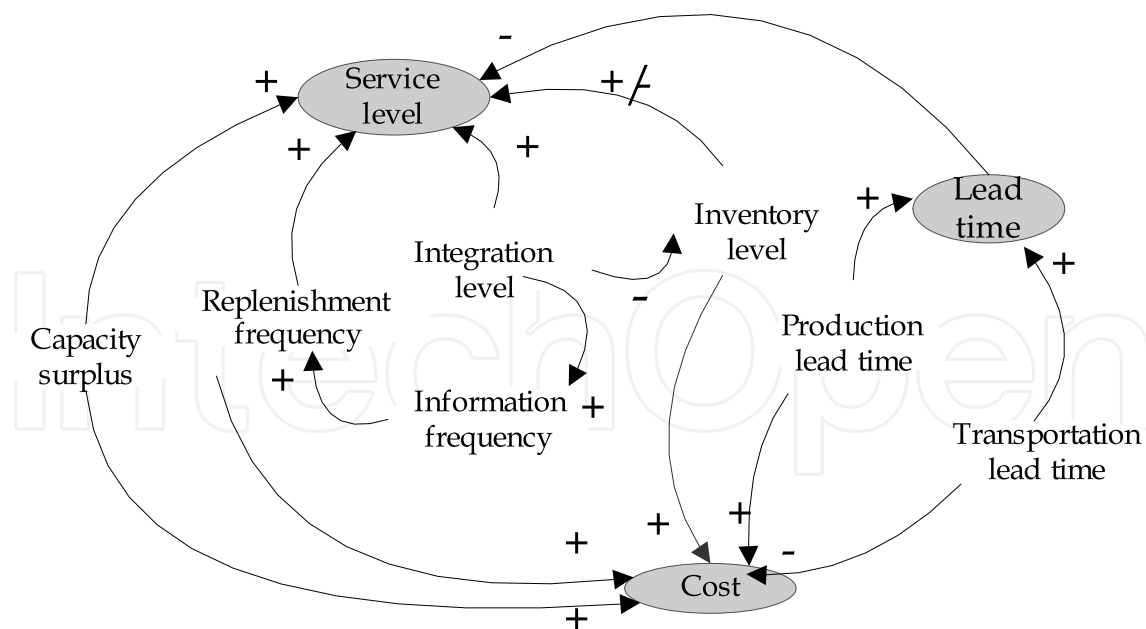 -
+
Service
level
+/-
+
+
Lead
time
+
Inventory
level
Integration
level
+
-
Replenishment
frequency
Production
lead time
Capacity
surplus
+
Information
frequency
+
Transportation
lead time
+
+
+
-
Cost
+
IntechOpen